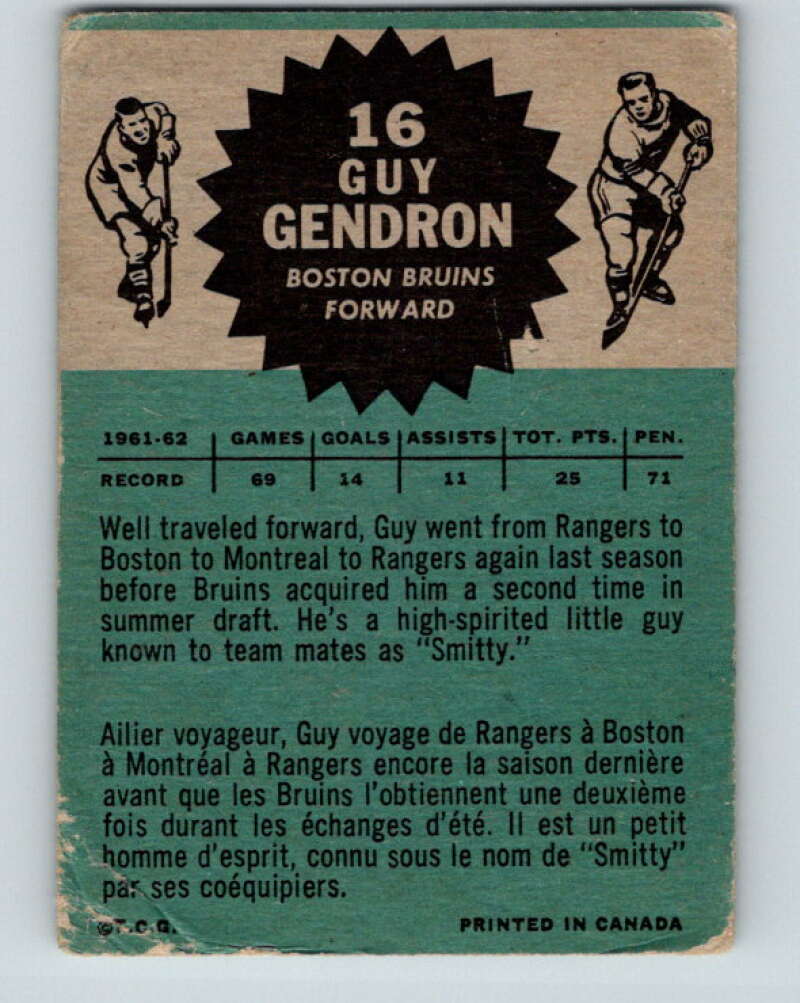 16
GUY
GENDRON
BOSTON BRUINS
FORWARD
1961-62 GAMES GOALS ASSISTS TOT. PTS. PEN.
RECORD 69 14 11 25 71
Well traveled forward, Guy went from Rangers to
Boston to Montreal to Rangers again last season
before Bruins acquired him a second time in
summer draft. He's a high-spirited little guy
known to team mates as "Smitty."
Ailier voyageur, Guy voyage de Rangers à Boston
à Montréal à Rangers encore la saison dernière
avant que les Bruins l'obtiennent une deuxième
fois durant les échanges d'été. Il est un petit
homme d'esprit, connu sous le nom de "Smitty"
par ses coéquipiers.
©T.C.G. PRINTED IN CANADA